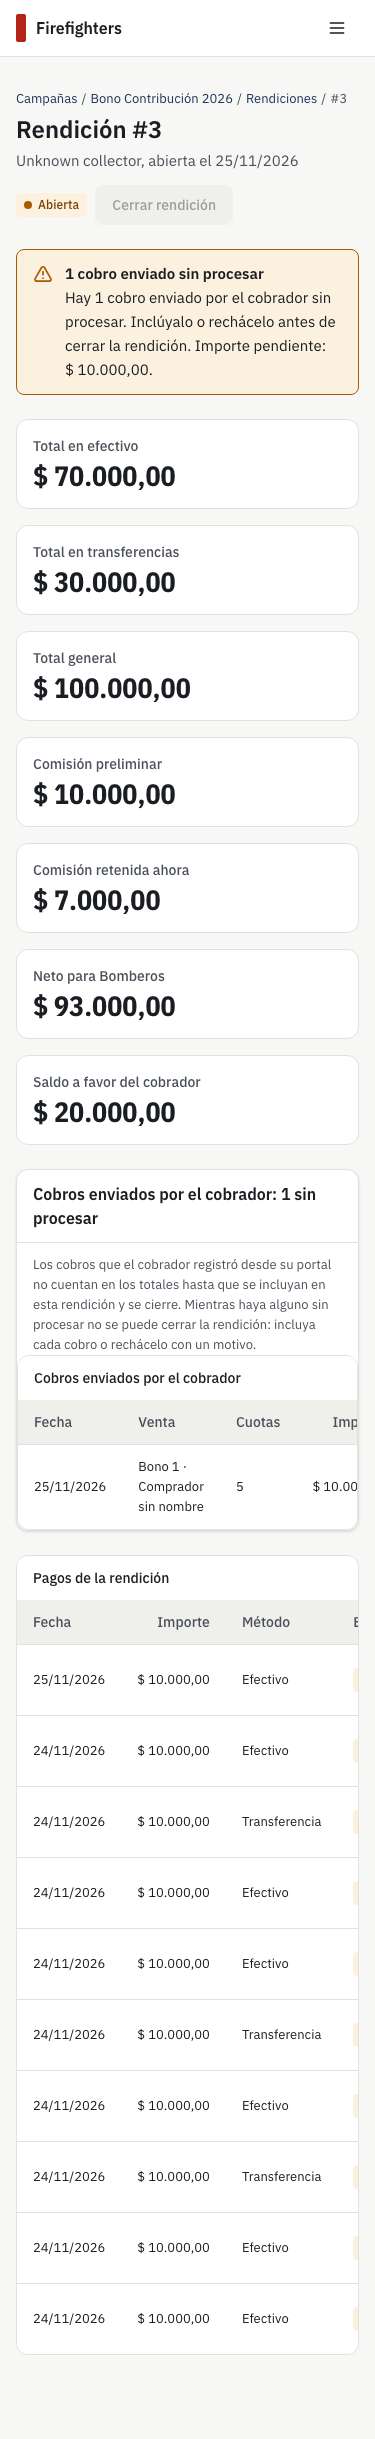 Firefighters
Campañas / Bono Contribución 2026 / Rendiciones / #3
Rendición #3
Unknown collector, abierta el 25/11/2026
Abierta
Cerrar rendición
1 cobro enviado sin procesar
Hay 1 cobro enviado por el cobrador sin
procesar. Inclúyalo o rechácelo antes de
cerrar la rendición. Importe pendiente:
$ 10.000,00.
Total en efectivo
$ 70.000,00
Total en transferencias
$ 30.000,00
Total general
$ 100.000,00
Comisión preliminar
$ 10.000,00
Comisión retenida ahora
$ 7.000,00
Neto para Bomberos
$ 93.000,00
Saldo a favor del cobrador
$ 20.000,00
Cobros enviados por el cobrador: 1 sin
procesar
Los cobros que el cobrador registró desde su portal
no cuentan en los totales hasta que se incluyan en
esta rendición y se cierre. Mientras haya alguno sin
procesar no se puede cerrar la rendición: incluya
cada cobro o rechácelo con un motivo.
Cobros enviados por el cobrador
Fecha Venta Cuotas Imp
25/11/2026 Bono 1 · 5 $ 10.00
Comprador
sin nombre
Pagos de la rendición
Fecha Importe Método
25/11/2026 $ 10.000,00 Efectivo
24/11/2026 $ 10.000,00 Efectivo
24/11/2026 $ 10.000,00 Transferencia
24/11/2026 $ 10.000,00 Efectivo
24/11/2026 $ 10.000,00 Efectivo
24/11/2026 $ 10.000,00 Transferencia
24/11/2026 $ 10.000,00 Efectivo
24/11/2026 $ 10.000,00 Transferencia
24/11/2026 $ 10.000,00 Efectivo
24/11/2026 $ 10.000,00 Efectivo